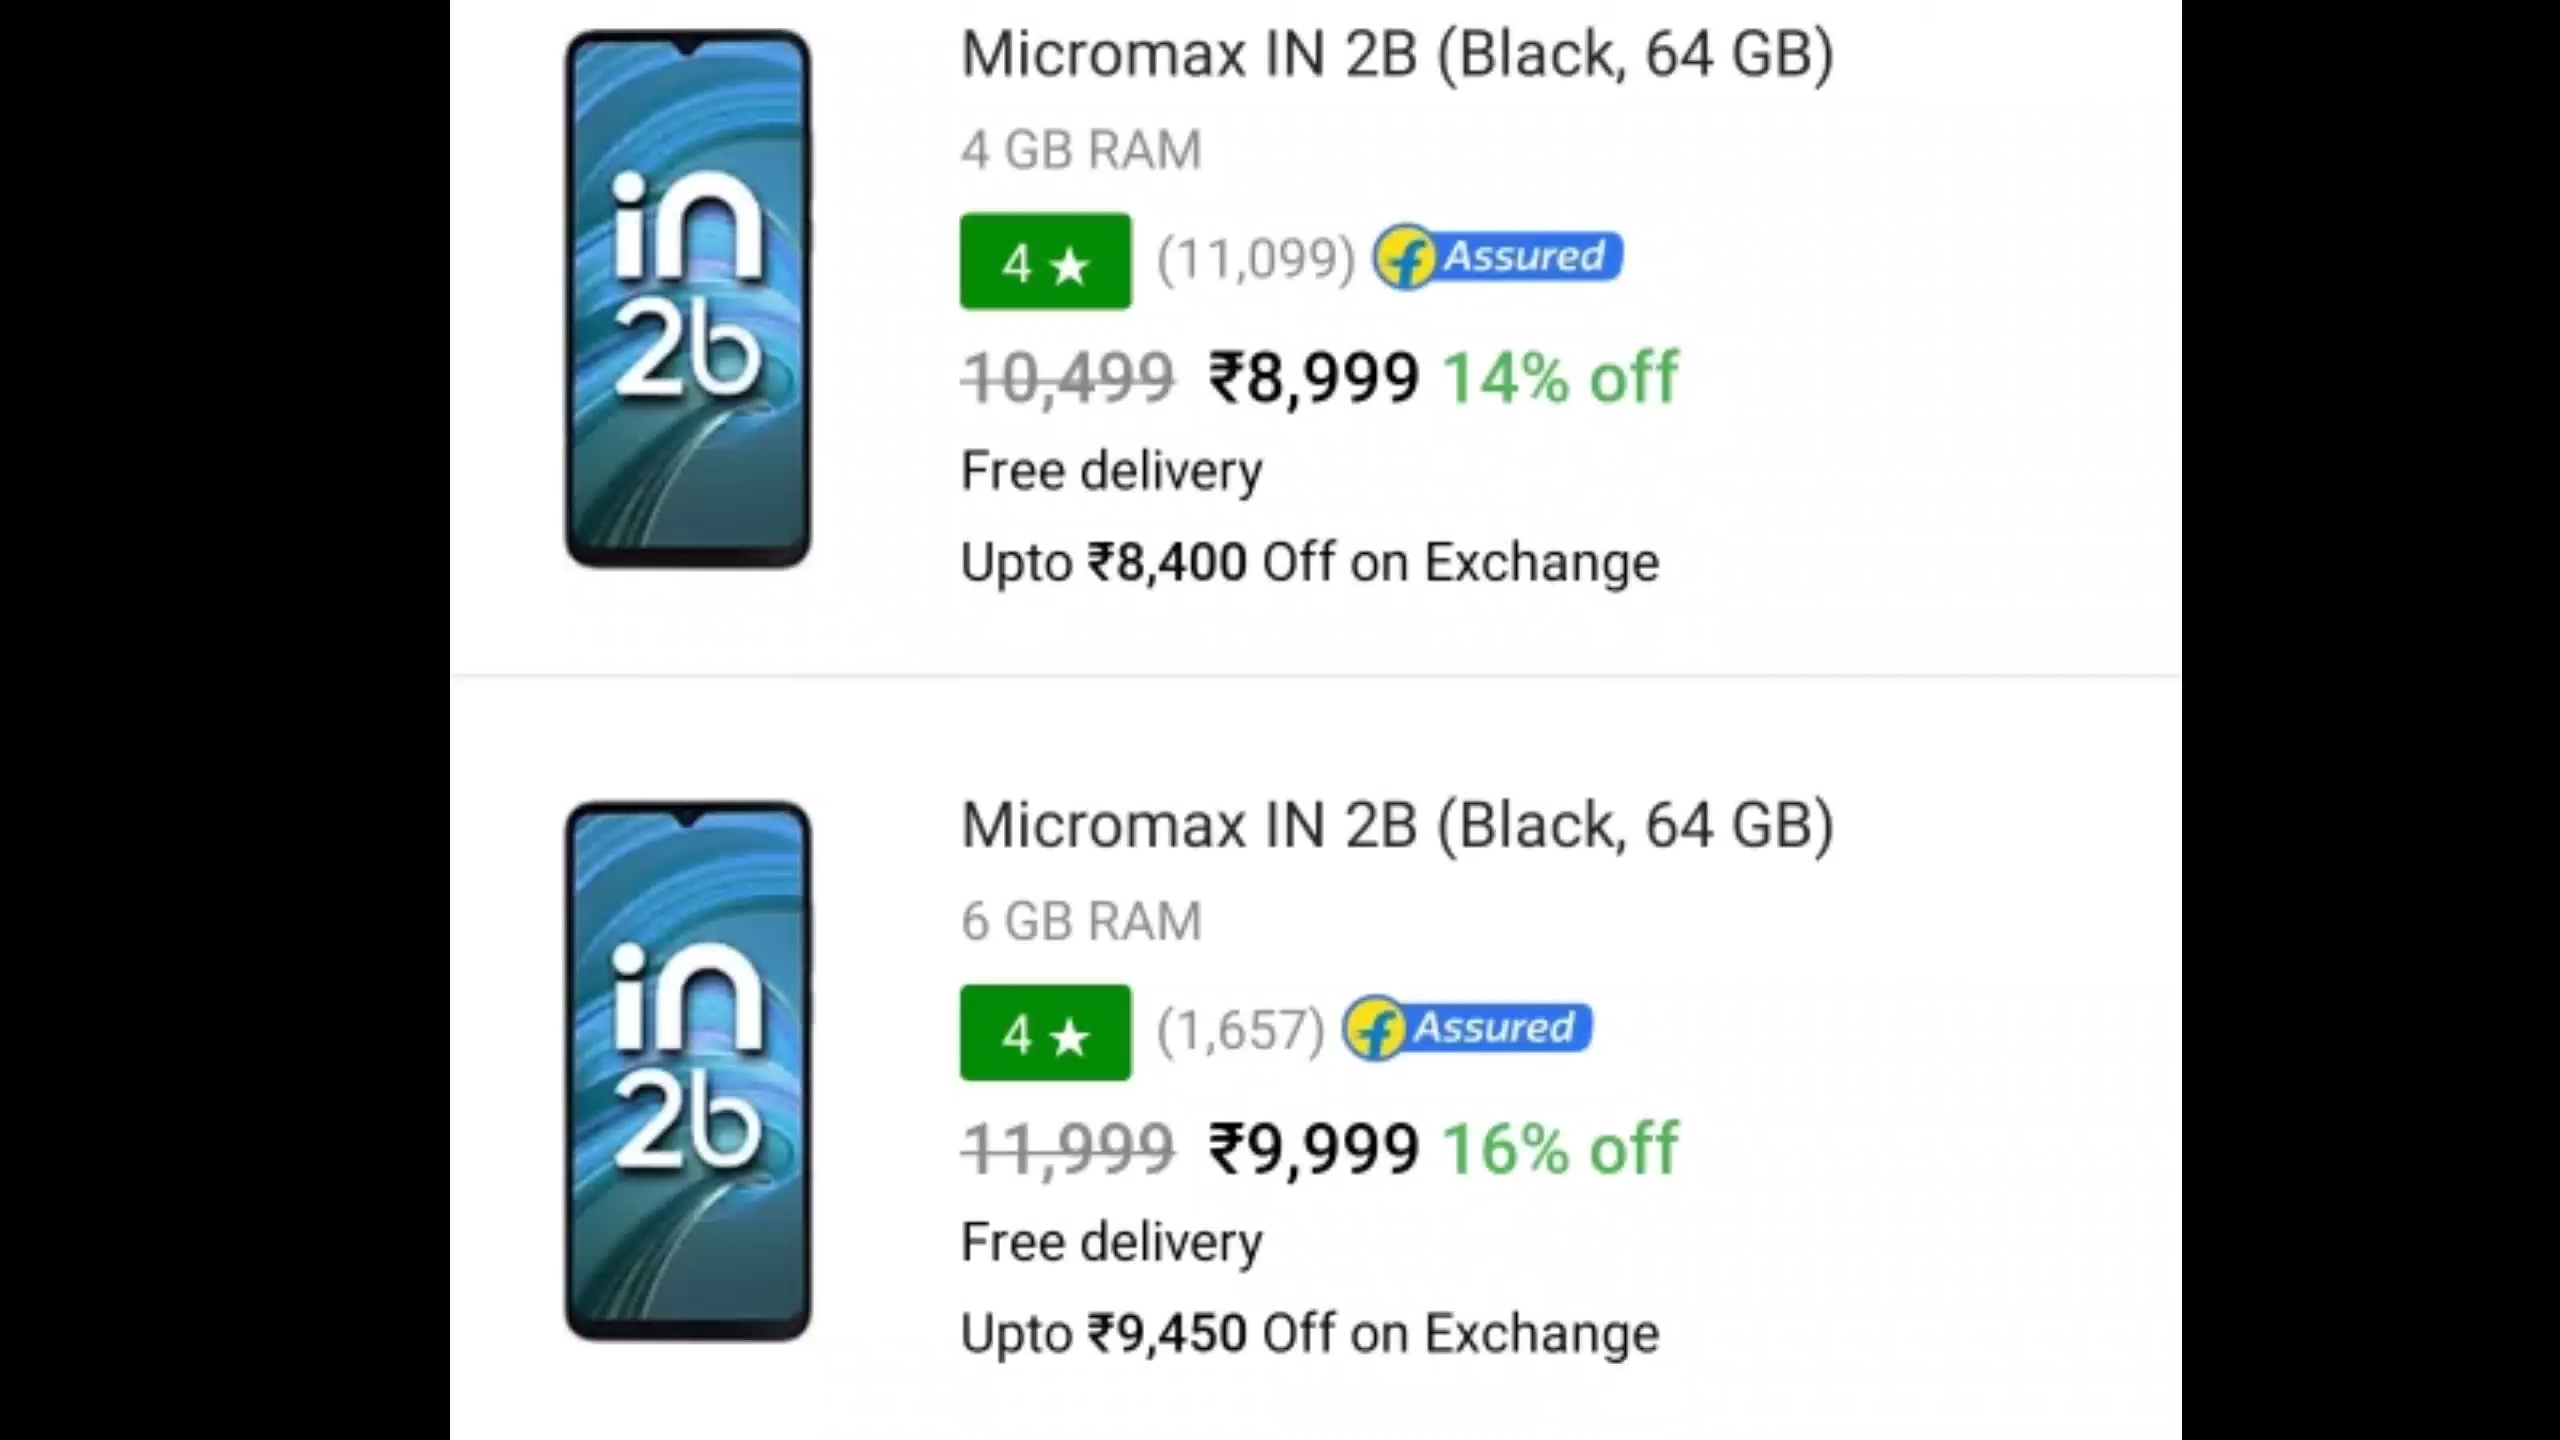 in
2b
Micromax IN 2B (Black, 64 GB)
4 GB RAM
4 ★ (11,099) f Assured
10,499 ₹8,999 14% off
Free delivery
Upto ₹8,400 Off on Exchange
in
2b
Micromax IN 2B (Black, 64 GB)
6 GB RAM
4 ★ (1,657) f Assured
11,999 ₹9,999 16% off
Free delivery
Upto ₹9,450 Off on Exchange